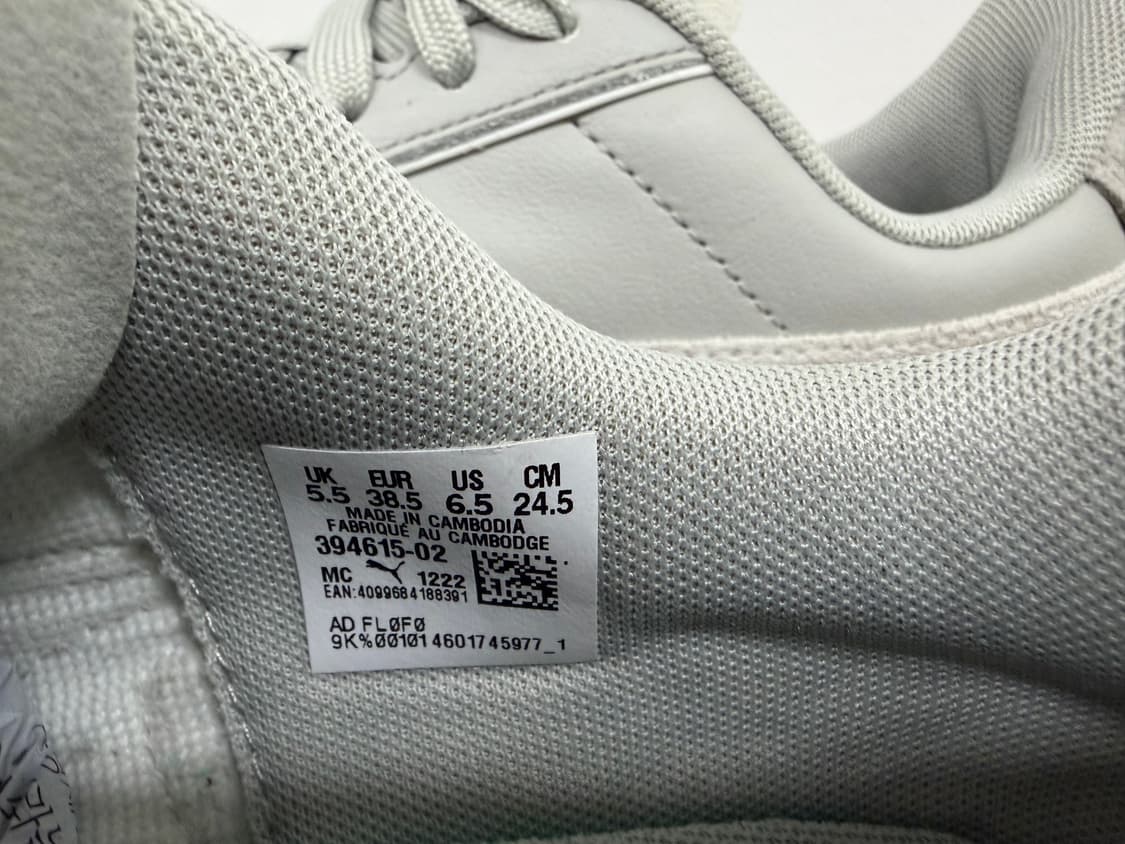 UK EUR US CM
5.5 38.5 6.5 24.5
MADE IN CAMBODIA
FABRIQUÉ AU CAMBODGE
394615-02
MC 1222
EAN:4099684188391
AD FLØFØ
9K%ØØ1Ø14601745977_1